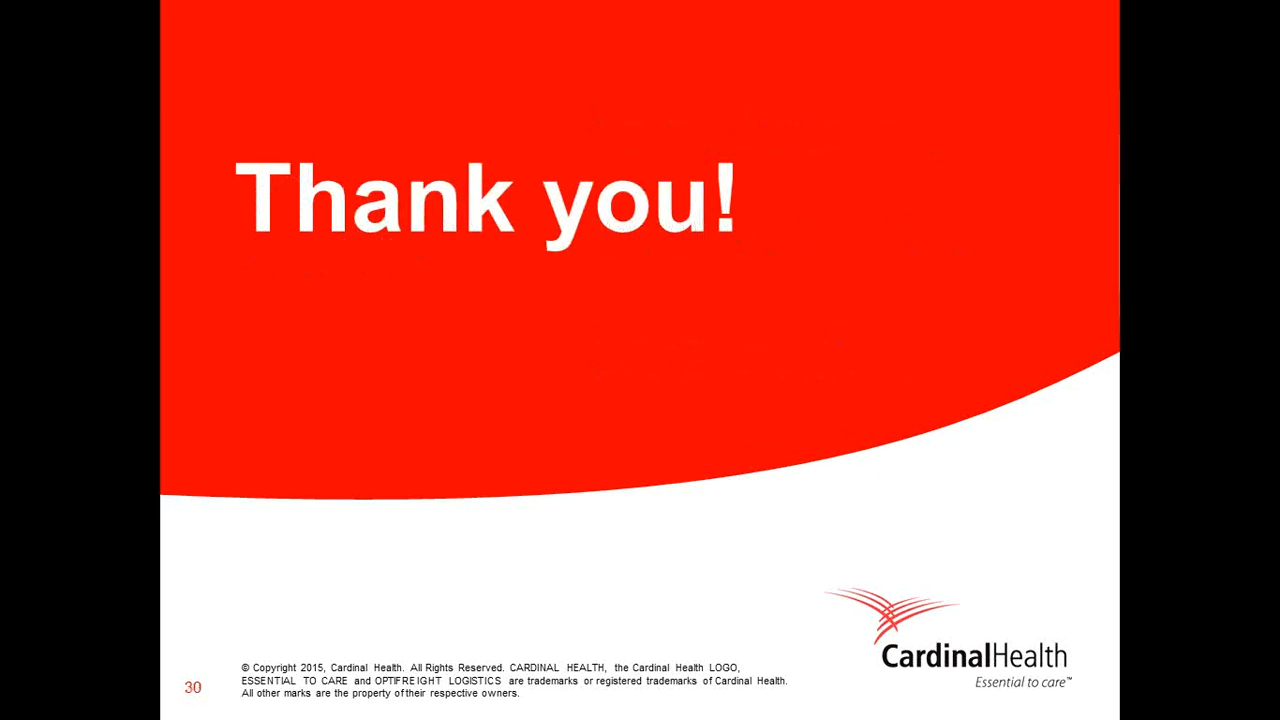 Thank you!
CardinalHealth
Essential to care™
© Copyright 2015, Cardinal Health. All Rights Reserved. CARDINAL HEALTH, the Cardinal Health LOGO,
ESSENTIAL TO CARE and OPTIFREIGHT LOGISTICS are trademarks or registered trademarks of Cardinal Health.
All other marks are the property of their respective owners.
30